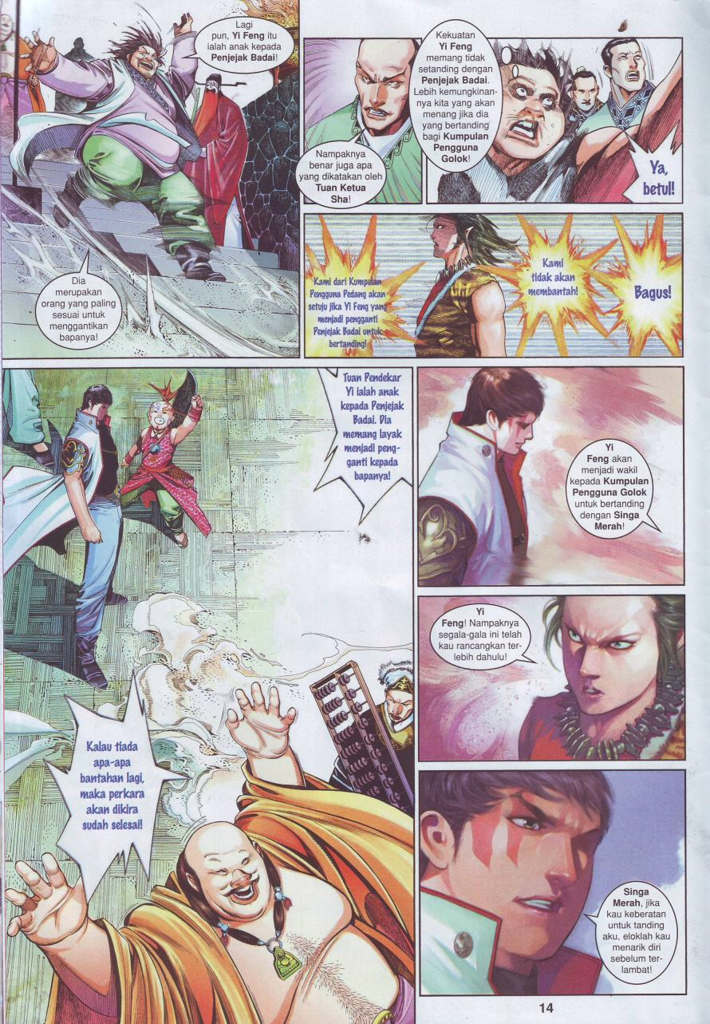 Lagi
pun, Yi Feng itu
ialah anak kepada
Penjejak Badai!
Dia
merupakan
orang yang paling
sesuai untuk
menggantikan
bapanya!
Nampaknya
benar juga apa
yang dikatakan oleh
Tuan Ketua
Sha!
Kekuatan
Yi Feng
memang tidak
setanding dengan
Penjejak Badai.
Lebih kemungkinan-
nya kita yang akan
menang jika dia
yang bertanding
bagi Kumpulan
Pengguna
Golok!
Ya,
betul!
Kami dari Kumpulan
Pengguna Pedang akan
setuju jika Yi Feng yang
menjadi pengganti
Penjejak Badai untuk
bertanding!
Kami
tidak akan
membantah!
Bagus!
Tuan Pendekar
Yi ialah anak
kepada Penjejak
Badai. Dia
memang layak
menjadi peng-
ganti kepada
bapanya!
Kalau tiada
apa-apa
bantahan lagi,
maka perkara
akan dikira
sudah selesai!
Yi
Feng akan
menjadi wakil
kepada Kumpulan
Pengguna Golok
untuk bertanding
dengan Singa
Merah!
Yi
Feng! Nampaknya
segala-gala ini telah
kau rancangkan ter-
lebih dahulu!
Singa
Merah, jika
kau keberatan
untuk tanding
aku, eloklah kau
menarik diri
sebelum ter-
lambat!
14